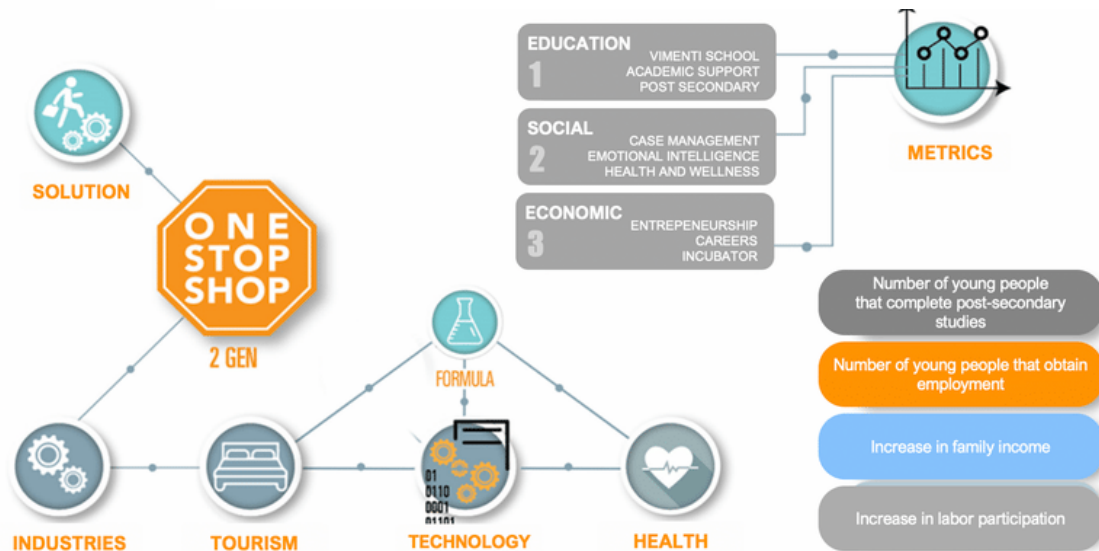 SOLUTION
ONE
STOP
SHOP
2 GEN
EDUCATION
1
VIMENTI SCHOOL
ACADEMIC SUPPORT
POST SECONDARY
SOCIAL
2
CASE MANAGEMENT
EMOTIONAL INTELLIGENCE
HEALTH AND WELLNESS
ECONOMIC
3
ENTREPENEURSHIP
CAREERS
INCUBATOR
METRICS
FORMULA
INDUSTRIES
TOURISM
01
0110
0001
01101
TECHNOLOGY
HEALTH
Number of young people
that complete post-secondary
studies
Number of young people that obtain
employment
Increase in family income
Increase in labor participation